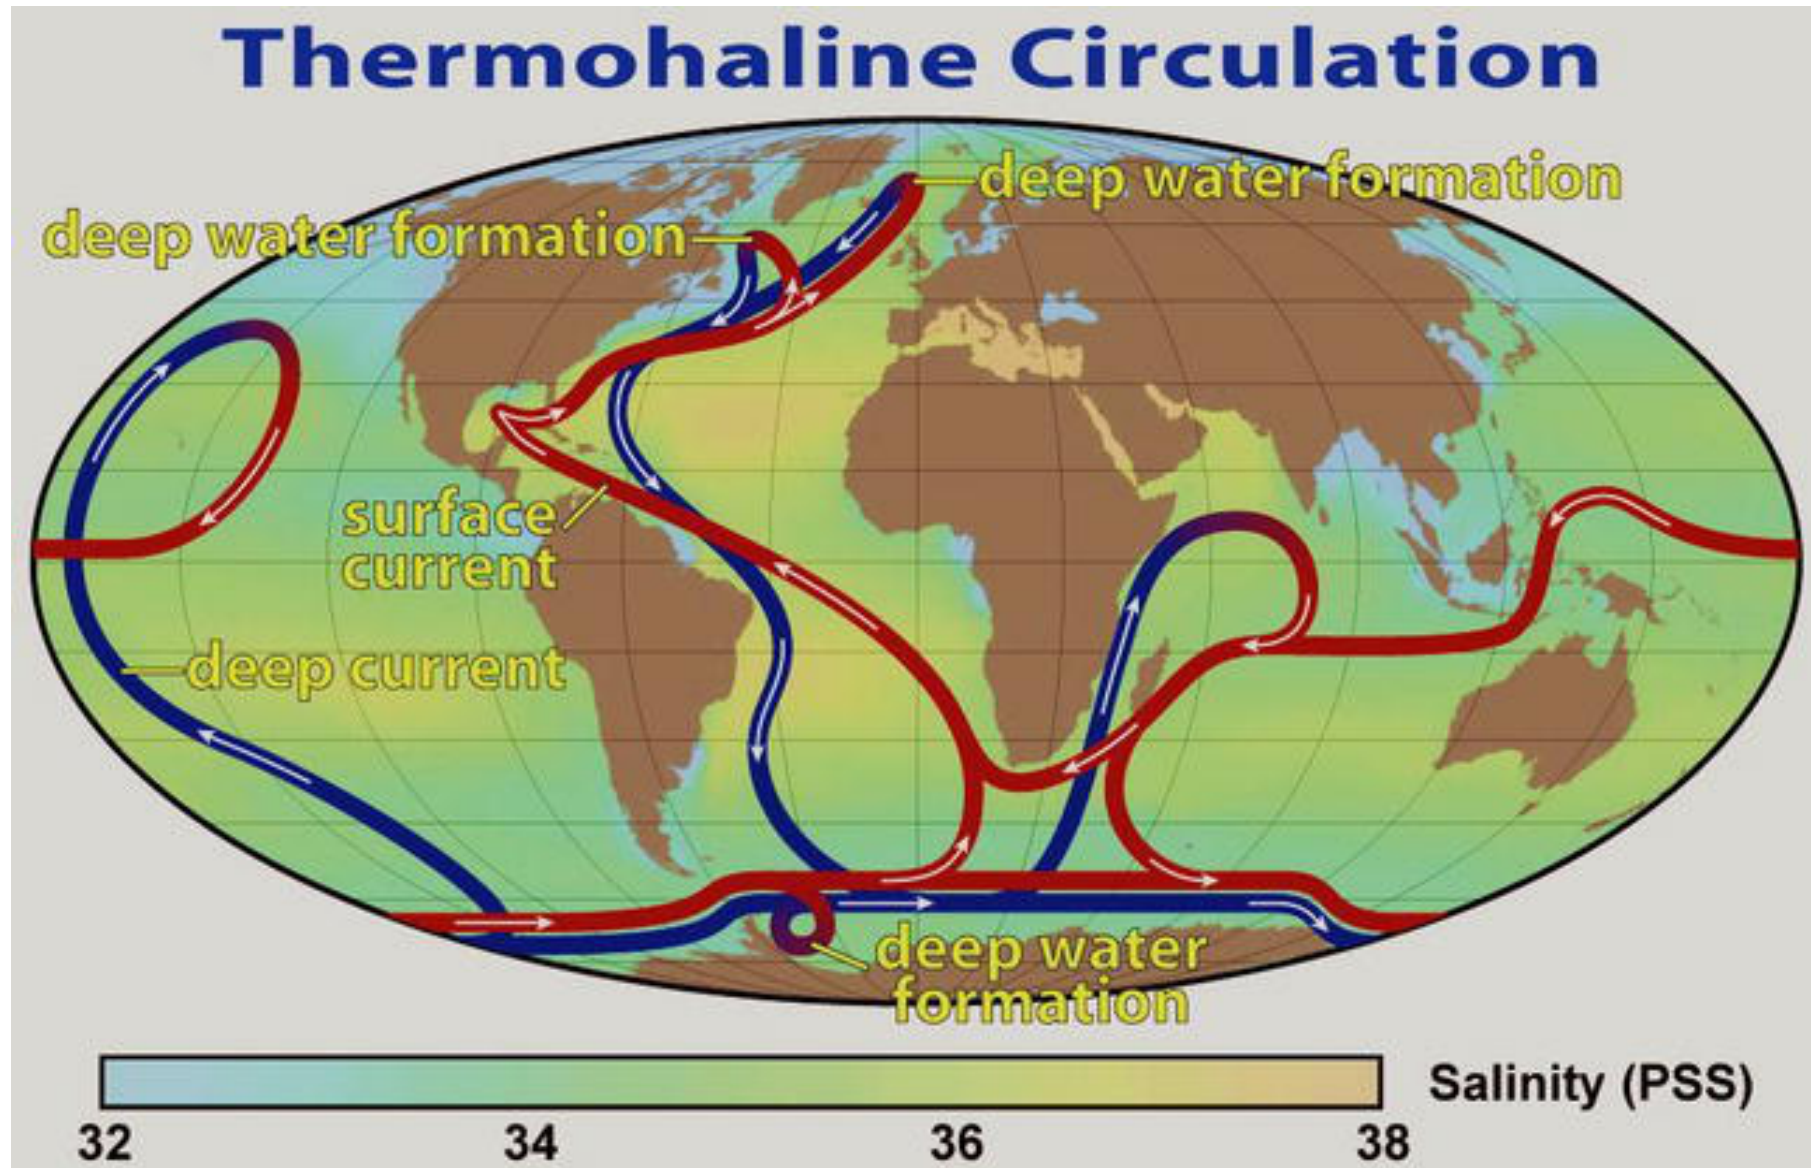 Thermohaline Circulation
deep water formation
deep water formation
surface
current
deep current
deep water
formation
Salinity (PSS)
32 34 36 38